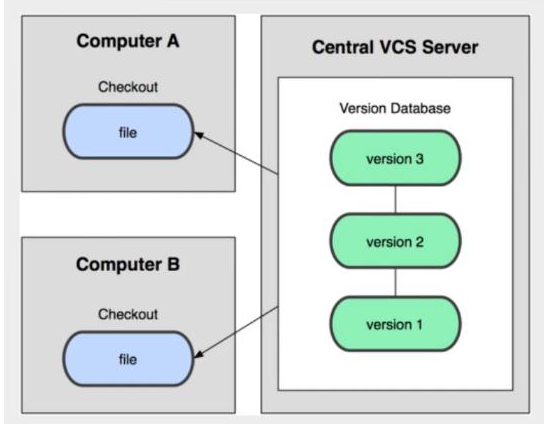 Computer A
Checkout
file
Computer B
Checkout
file
Central VCS Server
Version Database
version 3
version 2
version 1